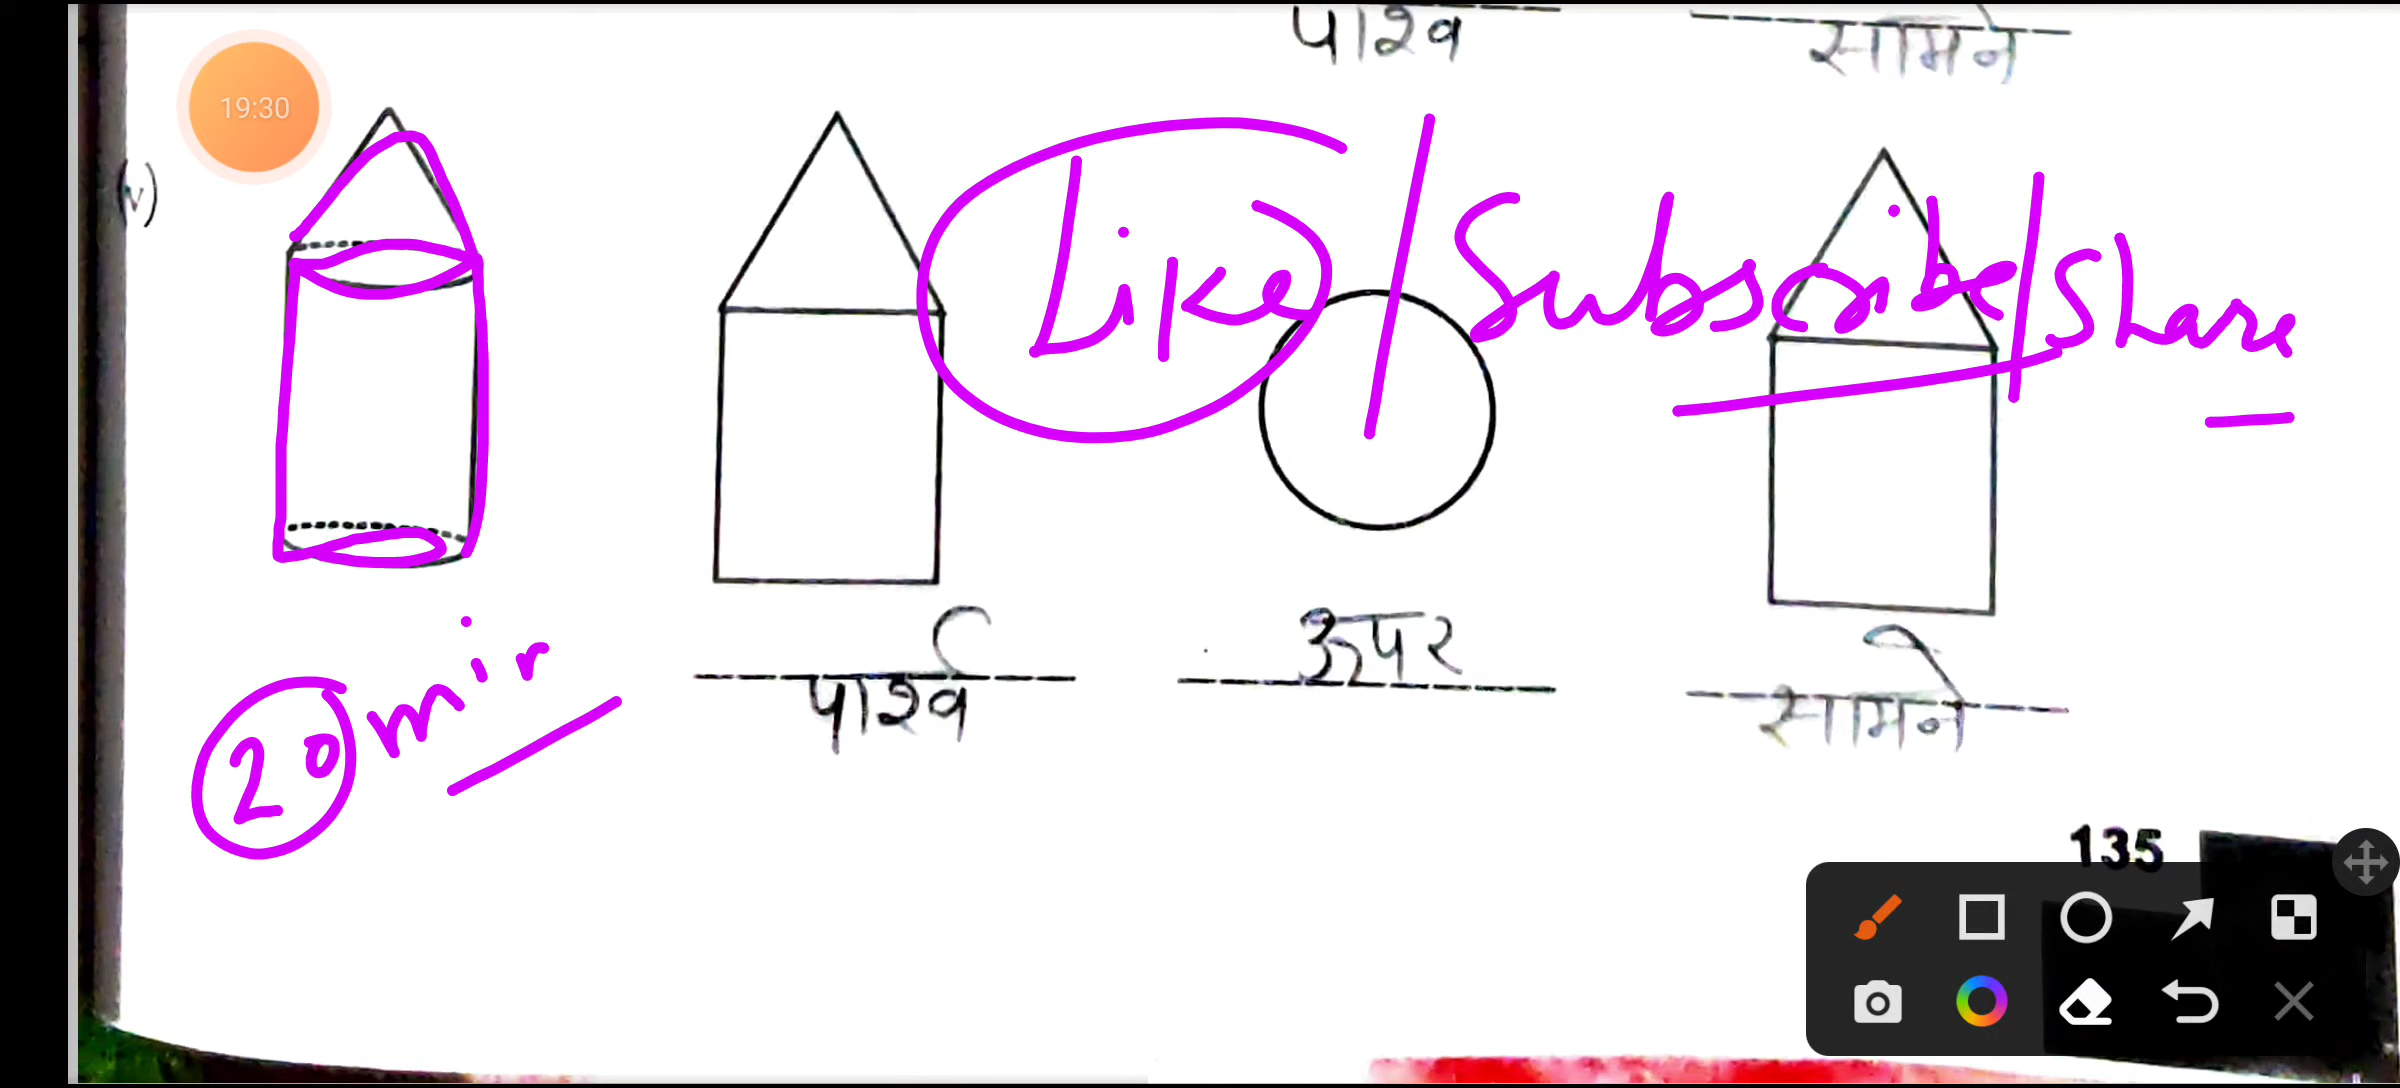 पार्श्व सामने
19:30
(v)
Like/Subscribe/Share
पार्श्व ऊपर सामने
20 min
135